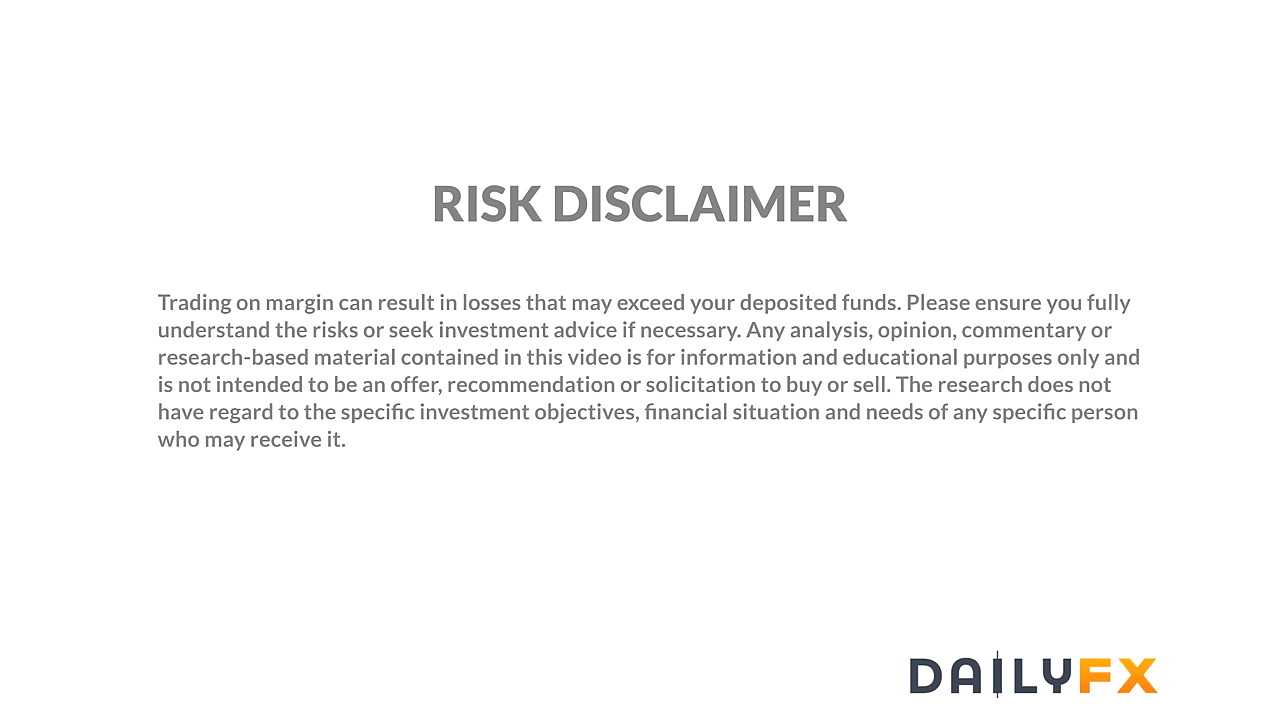 RISK DISCLAIMER
Trading on margin can result in losses that may exceed your deposited funds. Please ensure you fully
understand the risks or seek investment advice if necessary. Any analysis, opinion, commentary or
research-based material contained in this video is for information and educational purposes only and
is not intended to be an offer, recommendation or solicitation to buy or sell. The research does not
have regard to the specific investment objectives, financial situation and needs of any specific person
who may receive it.
DAILYFX